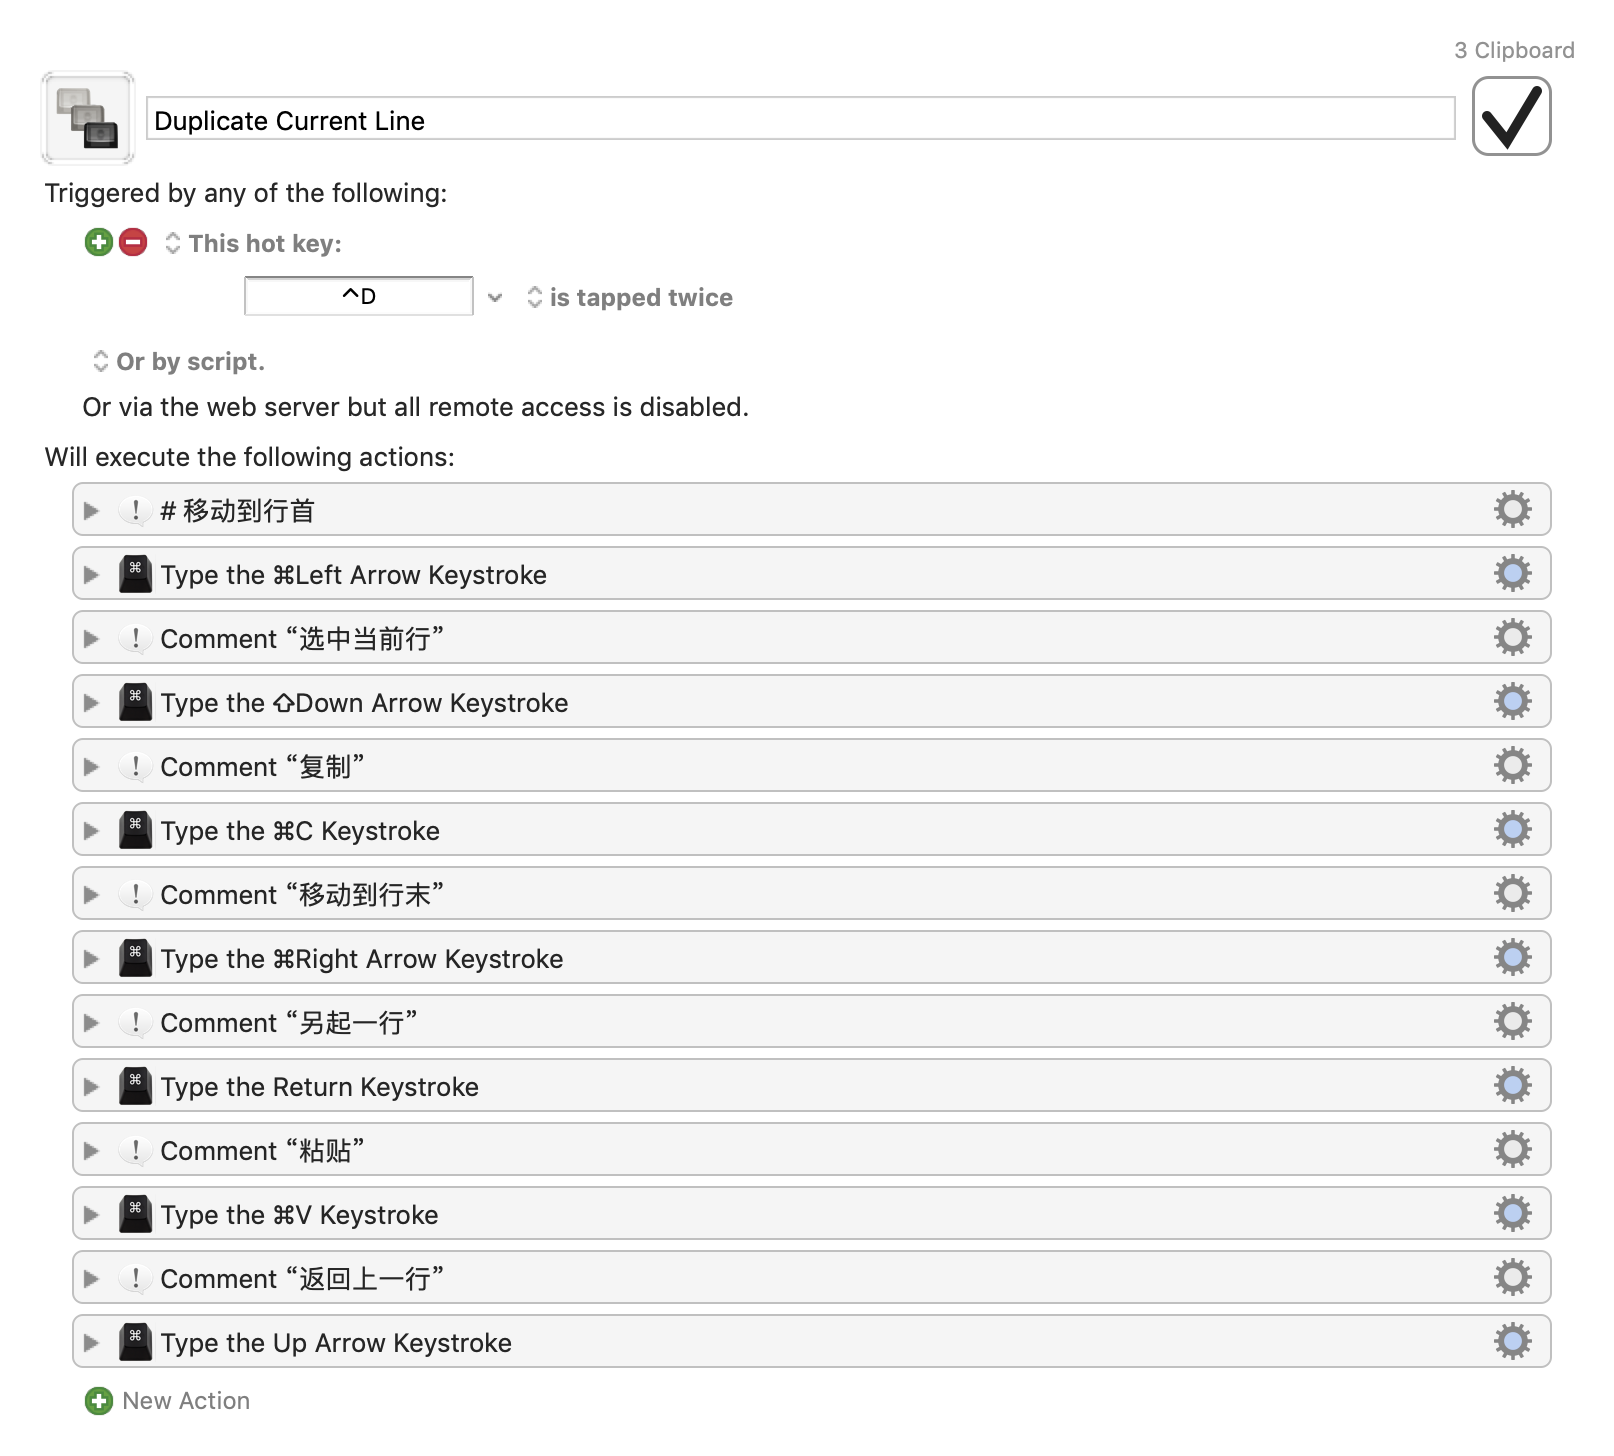 3 Clipboard
Duplicate Current Line
Triggered by any of the following:
This hot key:
^D is tapped twice
Or by script.
Or via the web server but all remote access is disabled.
Will execute the following actions:
# 移动到行首
Type the ⌘Left Arrow Keystroke
Comment “选中当前行”
Type the ⇧Down Arrow Keystroke
Comment “复制”
Type the ⌘C Keystroke
Comment “移动到行末”
Type the ⌘Right Arrow Keystroke
Comment “另起一行”
Type the Return Keystroke
Comment “粘贴”
Type the ⌘V Keystroke
Comment “返回上一行”
Type the Up Arrow Keystroke
New Action